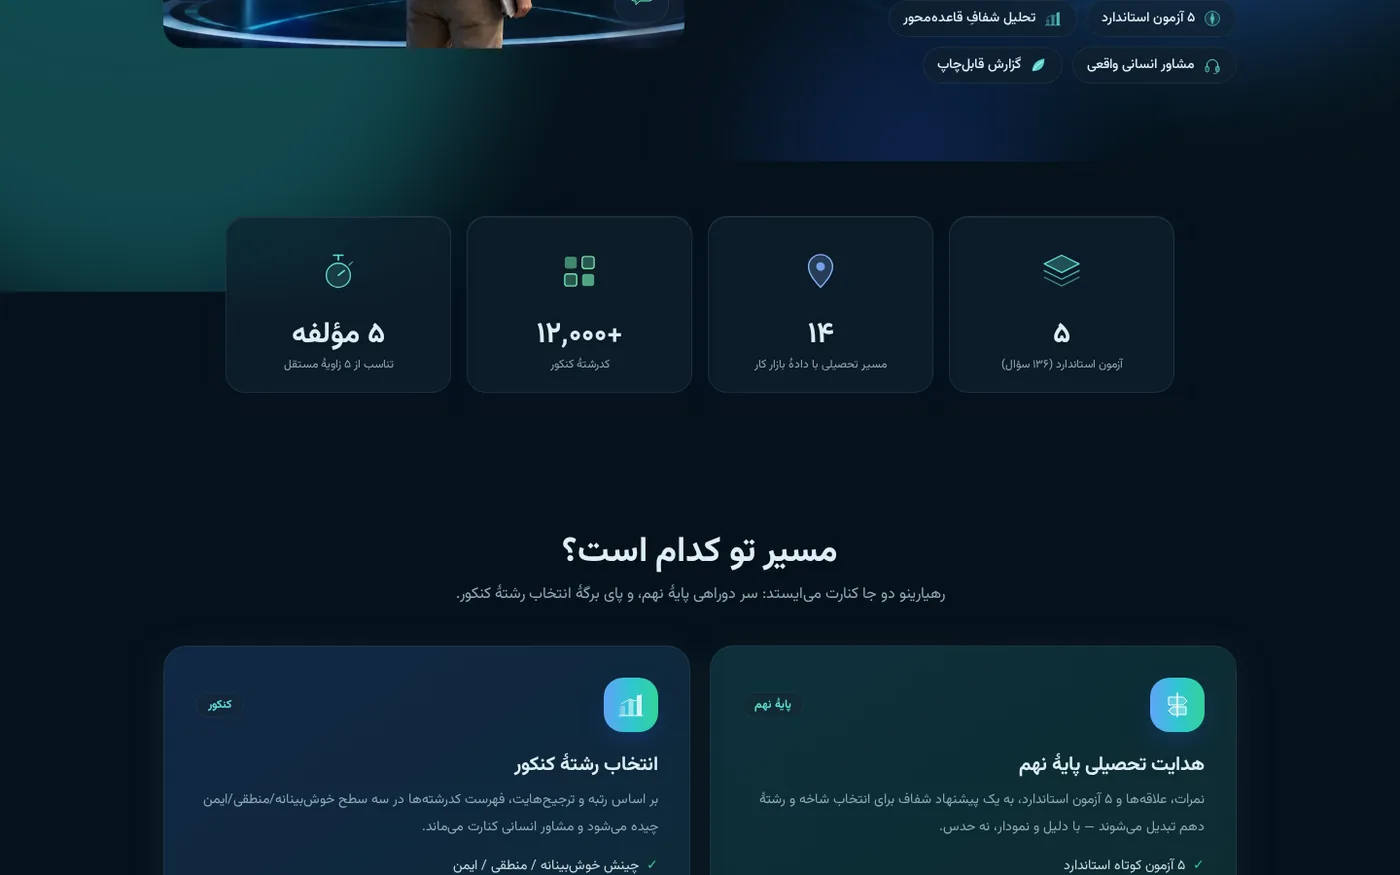 ۵ آزمون استاندارد
تحلیل شفافِ قاعده‌محور
مشاور انسانی واقعی
گزارش قابل‌چاپ
۵
آزمون استاندارد (۱۳۶ سؤال)
۱۴
مسیر تحصیلی با دادهٔ بازار کار
۱۲,۰۰۰+
کدرشتهٔ کنکور
۵ مؤلفه
تناسب از ۵ زاویهٔ مستقل
مسیر تو کدام است؟
رهیارینو دو جا کنارت می‌ایستد: سر دوراهی پایهٔ نهم، و پای برگهٔ انتخاب رشتهٔ کنکور.
پایهٔ نهم
هدایت تحصیلی پایهٔ نهم
نمرات، علاقه‌ها و ۵ آزمون استاندارد، به یک پیشنهاد شفاف برای انتخاب شاخه و رشتهٔ
دهم تبدیل می‌شوند — با دلیل و نمودار، نه حدس.
✓ ۵ آزمون کوتاه استاندارد
کنکور
انتخاب رشتهٔ کنکور
بر اساس رتبه و ترجیح‌هایت، فهرست کدرشته‌ها در سه سطح خوش‌بینانه/منطقی/ایمن
چیده می‌شود و مشاور انسانی کنارت می‌ماند.
✓ چینش خوش‌بینانه / منطقی / ایمن